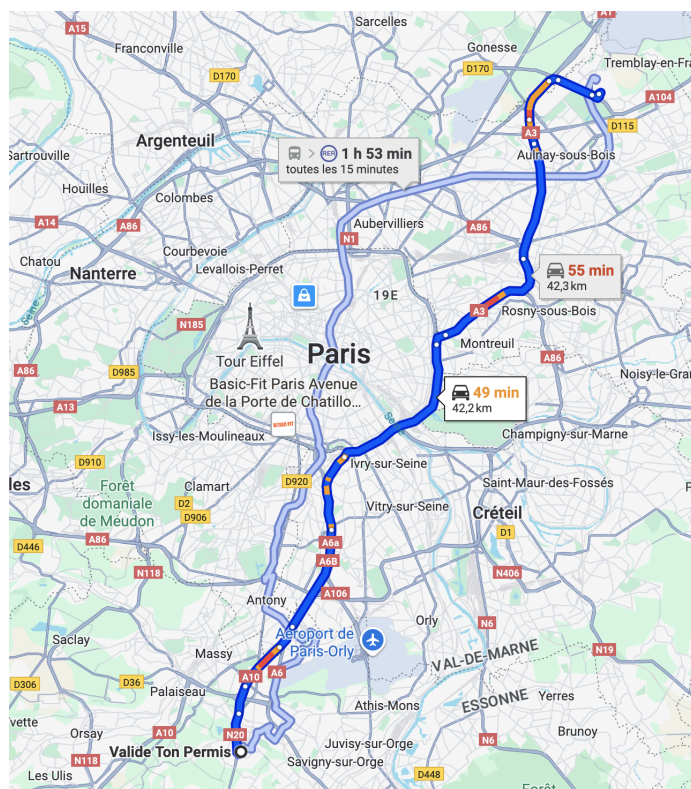 A15
A1
Sarcelles
Franconville
Gonesse
D170
D170
Tremblay-en-Fra
A104
Argenteuil
A3
D115
RER 1 h 53 min
toutes les 15 minutes
Sartrouville
Aulnay-sous-Bois
Houilles
Colombes
A14
A86
Aubervilliers
A86
N1
Courbevoie
Chatou
Levallois-Perret
Nanterre
55 min
42,3 km
19E
Seine
A3
Rosny-sous-Bois
N185
Montreuil
Tour Eiffel
Paris
A86
A86
D985
Noisy-le-Gran
Basic-Fit Paris Avenue
de la Porte de Chatillo...
49 min
42,2 km
A13
Seine
Issy-les-Moulineaux
Champigny-sur-Marne
D910
Ivry-sur-Seine
les
Clamart
D920
Saint-Maur-des-Fossés
Forêt
domaniale
de Meudon
D2
D906
Vitry-sur-Seine
Créteil
A86
D446
D1
A6a
A6B
N118
N406
A106
Antony
Orly
N6
Aéroport de
Paris-Orly
Saclay
Massy
VAL-DE-MARNE
N19
A10
A6
D306
D36
Palaiseau
ESSONNE
Yerres
Athis-Mons
vette
Orsay
A10
N20
Brunoy
Valide Ton Permis
Juvisy-sur-Orge
N6
N118
Savigny-sur-Orge
Les Ulis
D448
Forêt